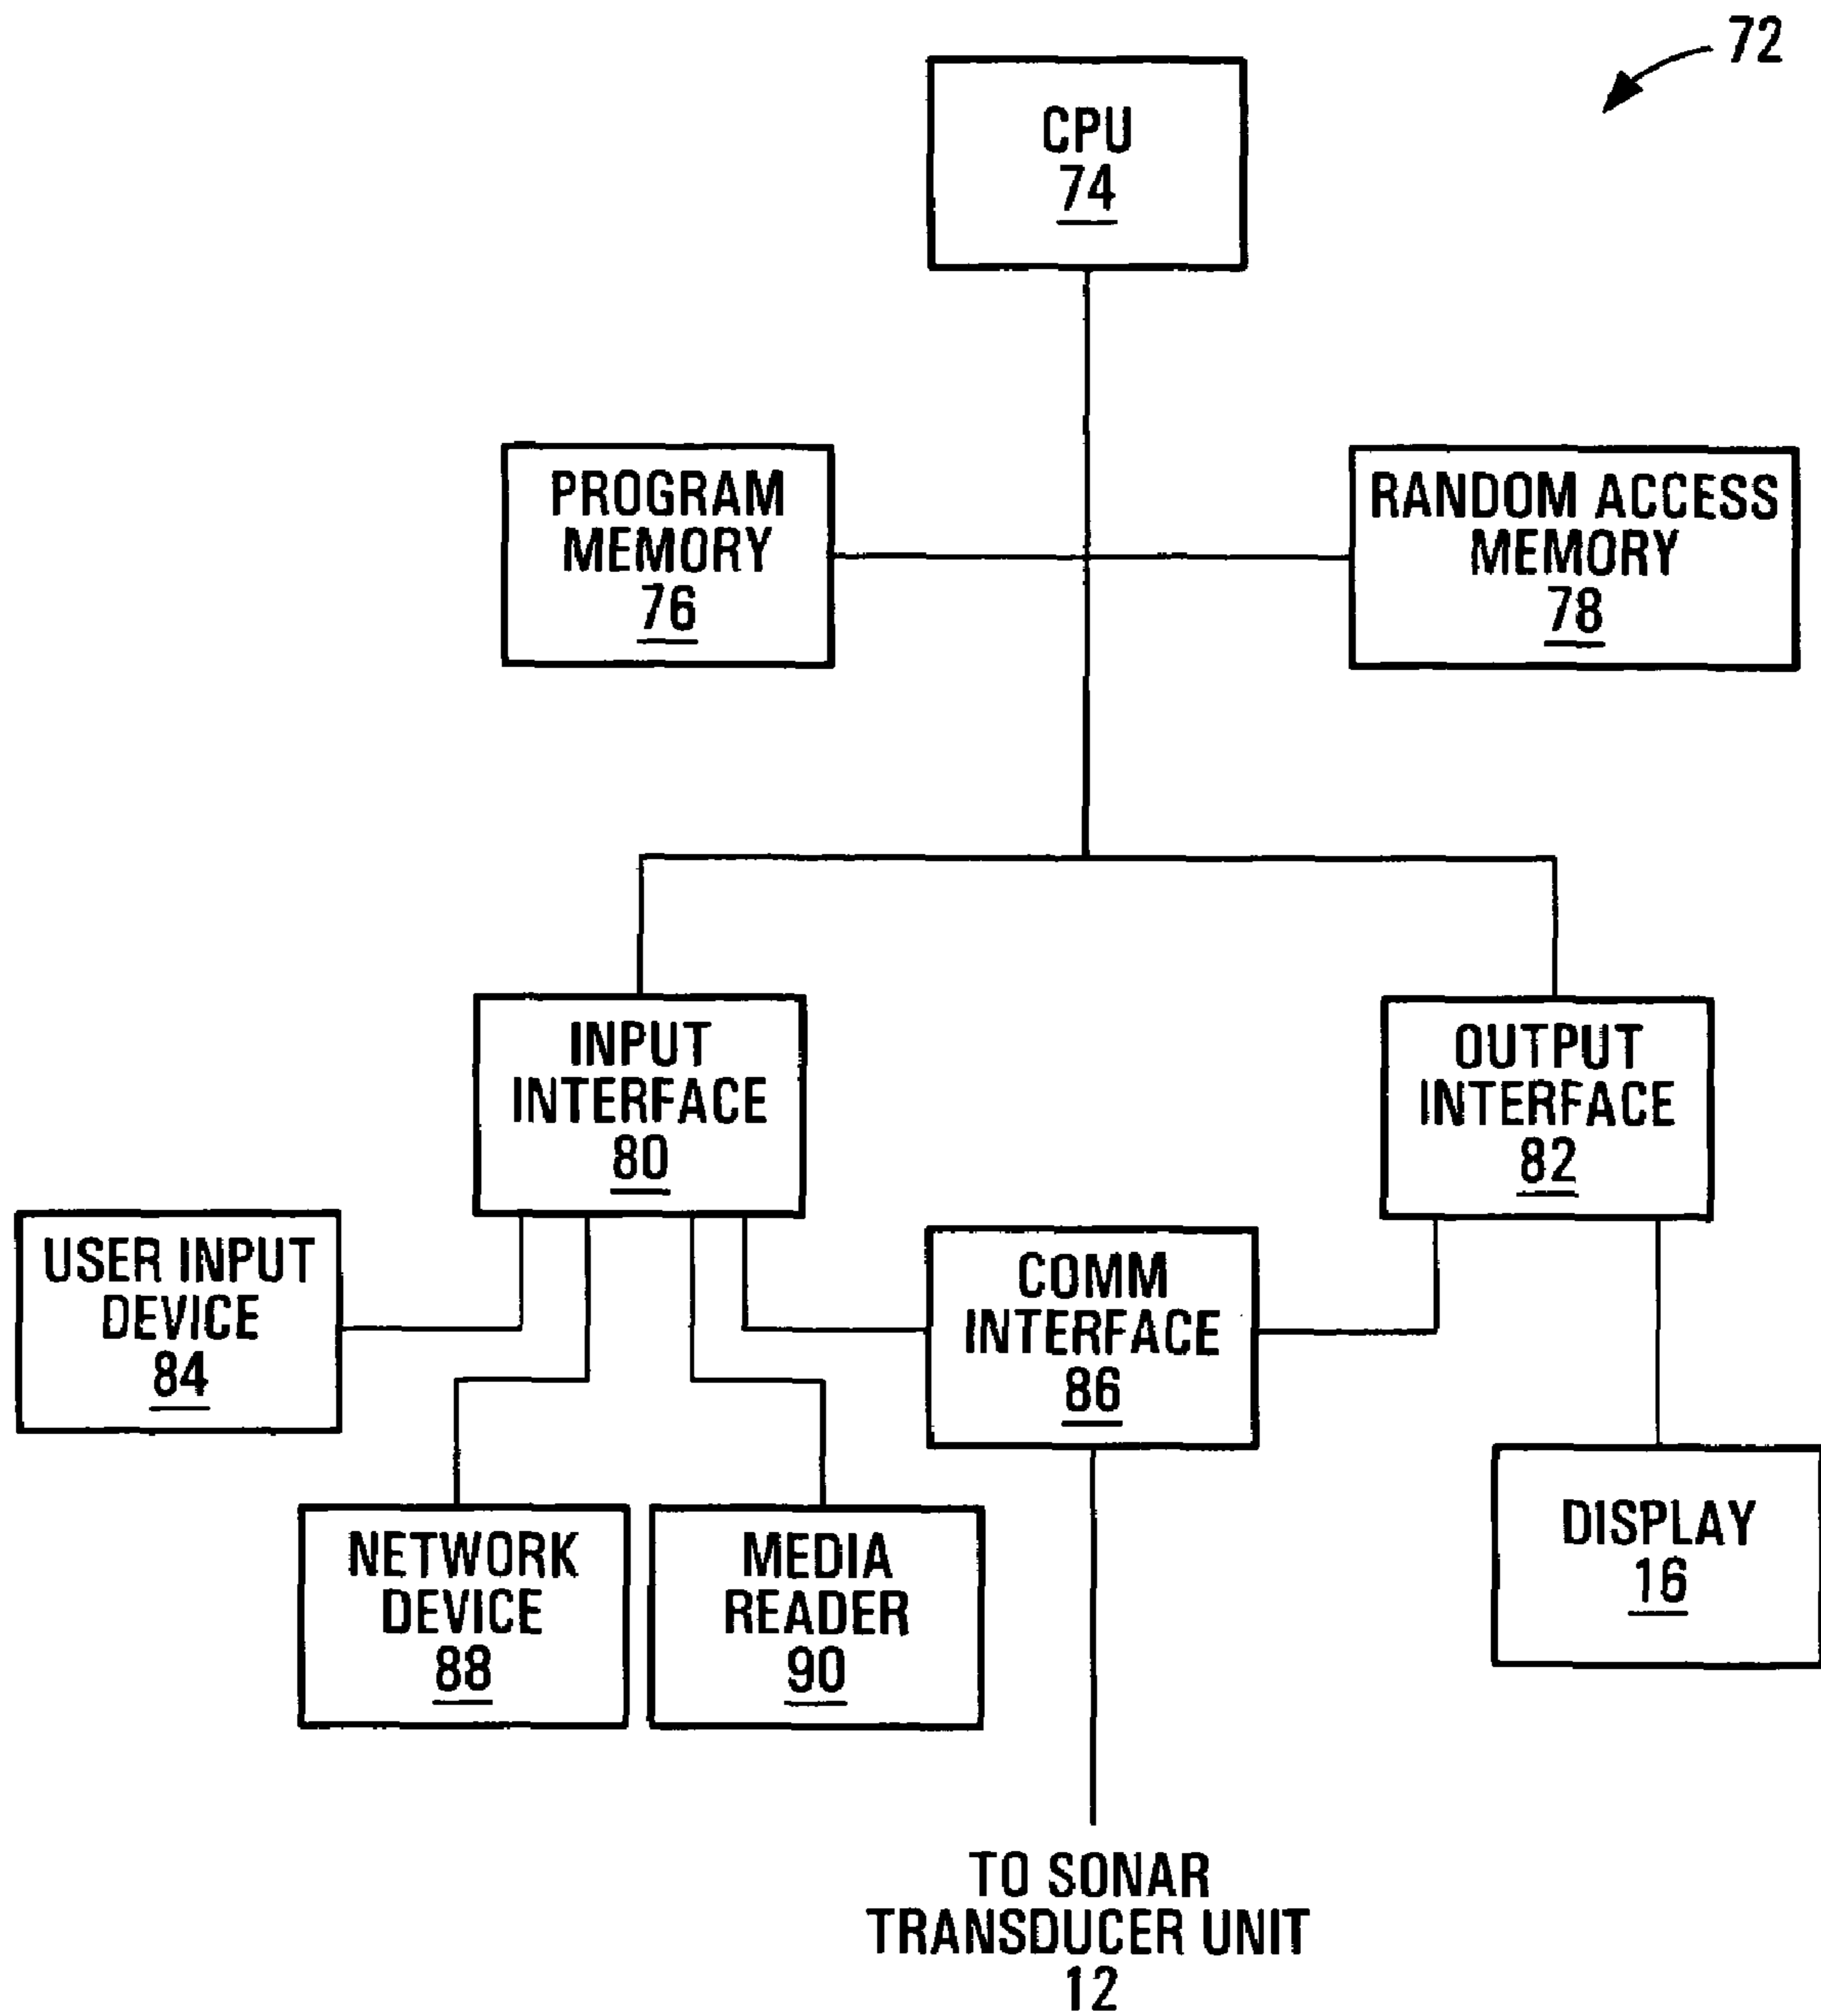 72
CPU
74
PROGRAM
MEMORY
76
RANDOM ACCESS
MEMORY
78
INPUT
INTERFACE
80
OUTPUT
INTERFACE
82
USER INPUT
DEVICE
84
COMM
INTERFACE
86
NETWORK
DEVICE
88
MEDIA
READER
90
DISPLAY
16
TO SONAR
TRANSDUCER UNIT
12